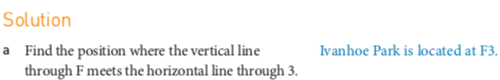 Solution
a Find the position where the vertical line
through F meets the horizontal line through 3.
Ivanhoe Park is located at F3.